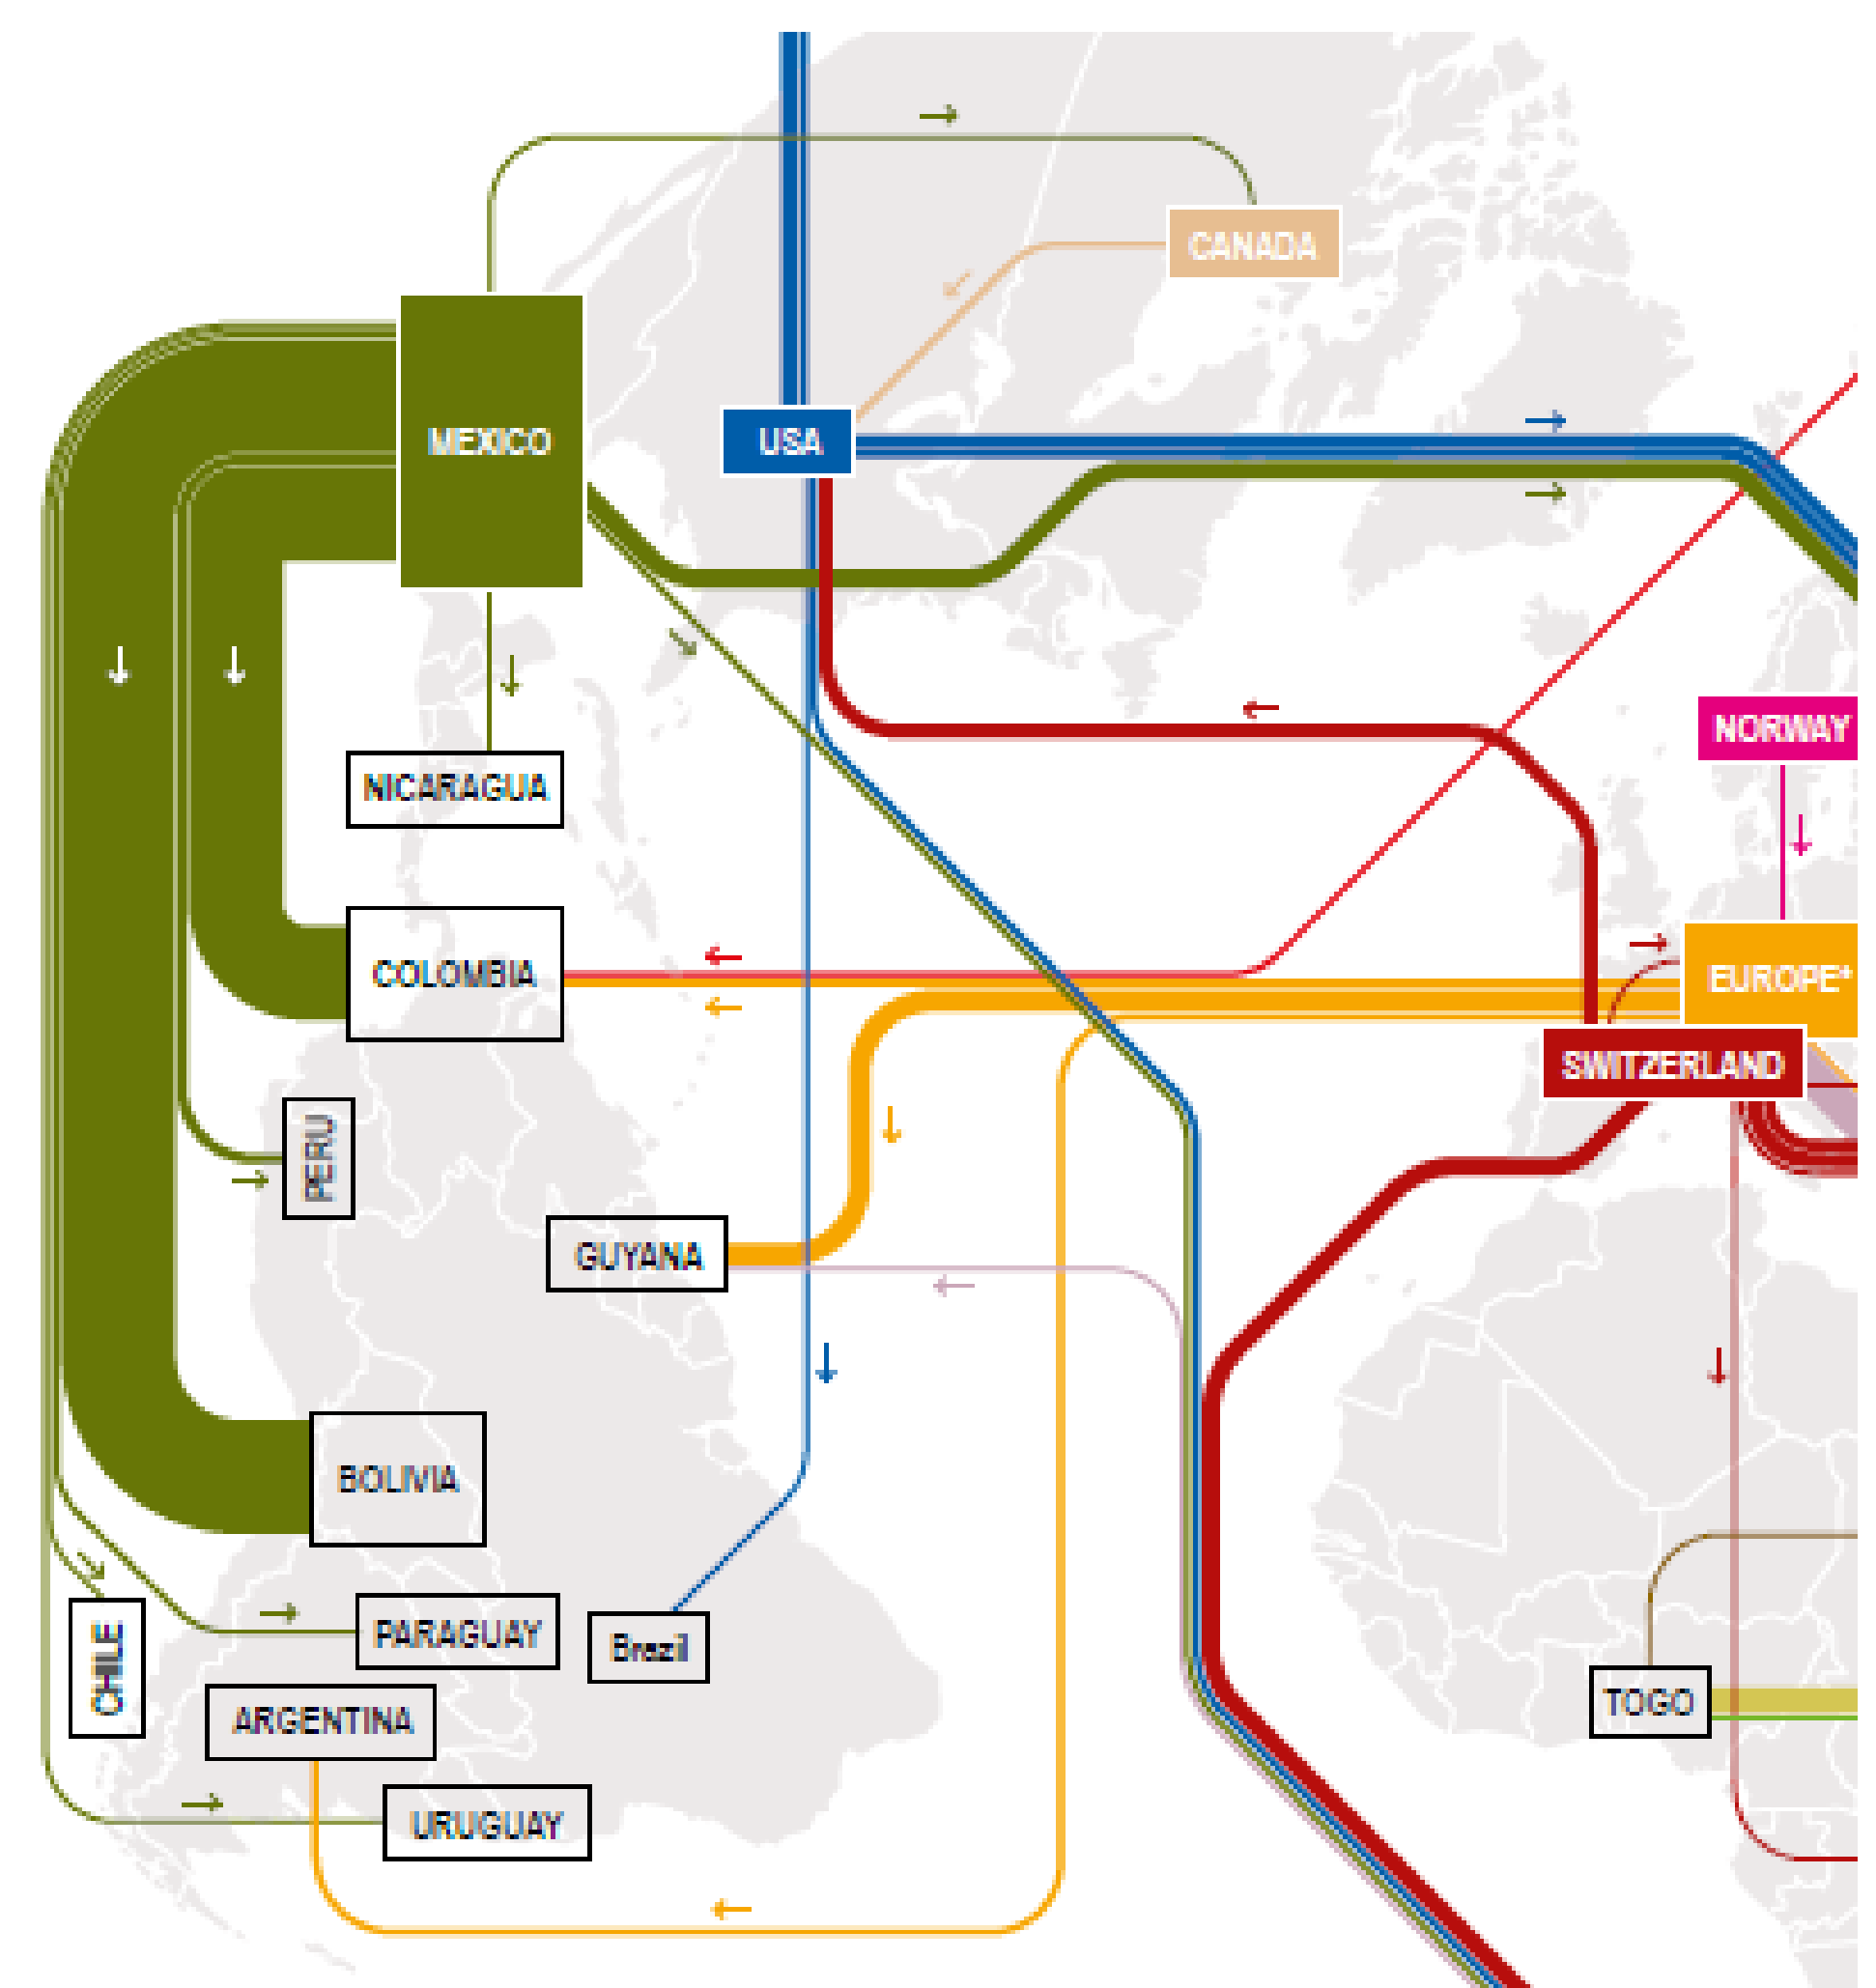 CANADA
MEXICO
USA
NORWAY
NICARAGUA
COLOMBIA
EUROPE*
SWITZERLAND
PERU
GUYANA
BOLIVIA
PARAGUAY
Brazil
CHILE
TOGO
ARGENTINA
URUGUAY